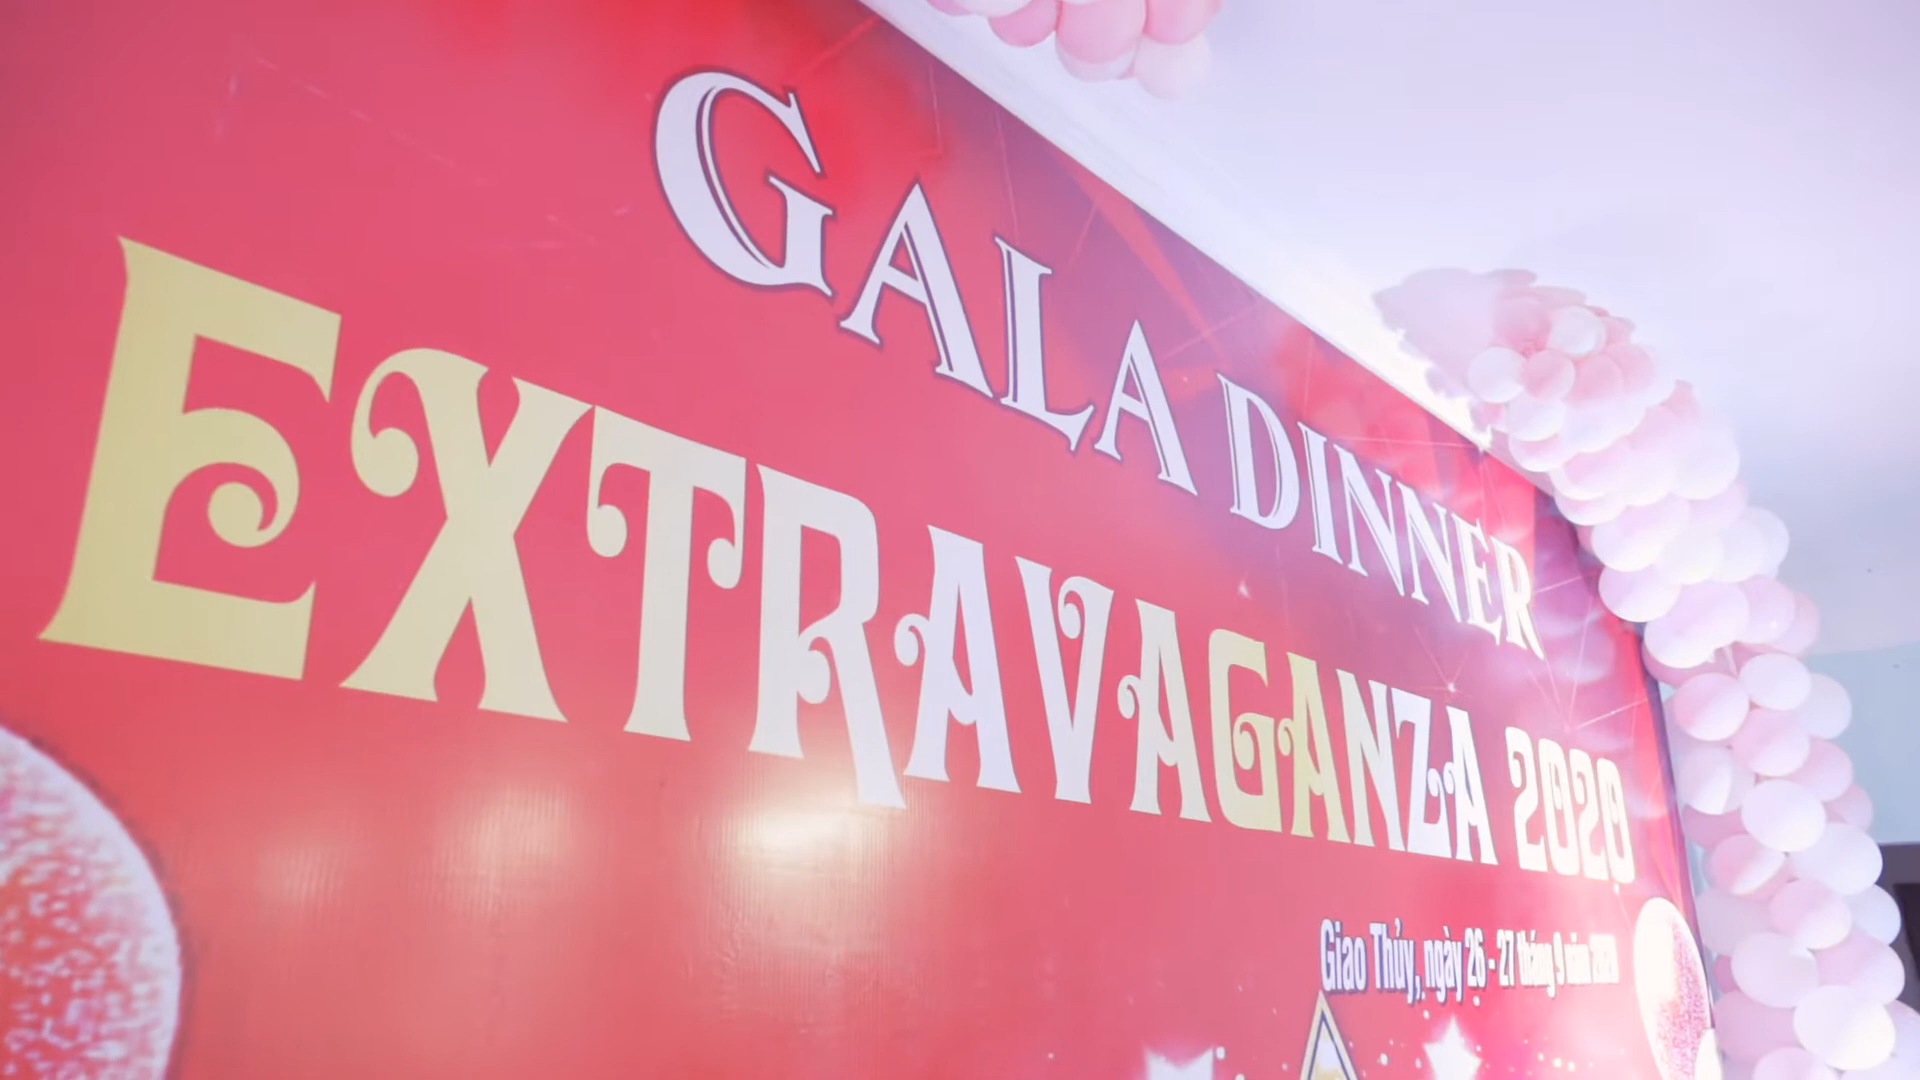 GALA DINNER
EXTRAVAGANZA 2020
Giao Thủy, ngày 26 - 27 tháng 9 năm 2020